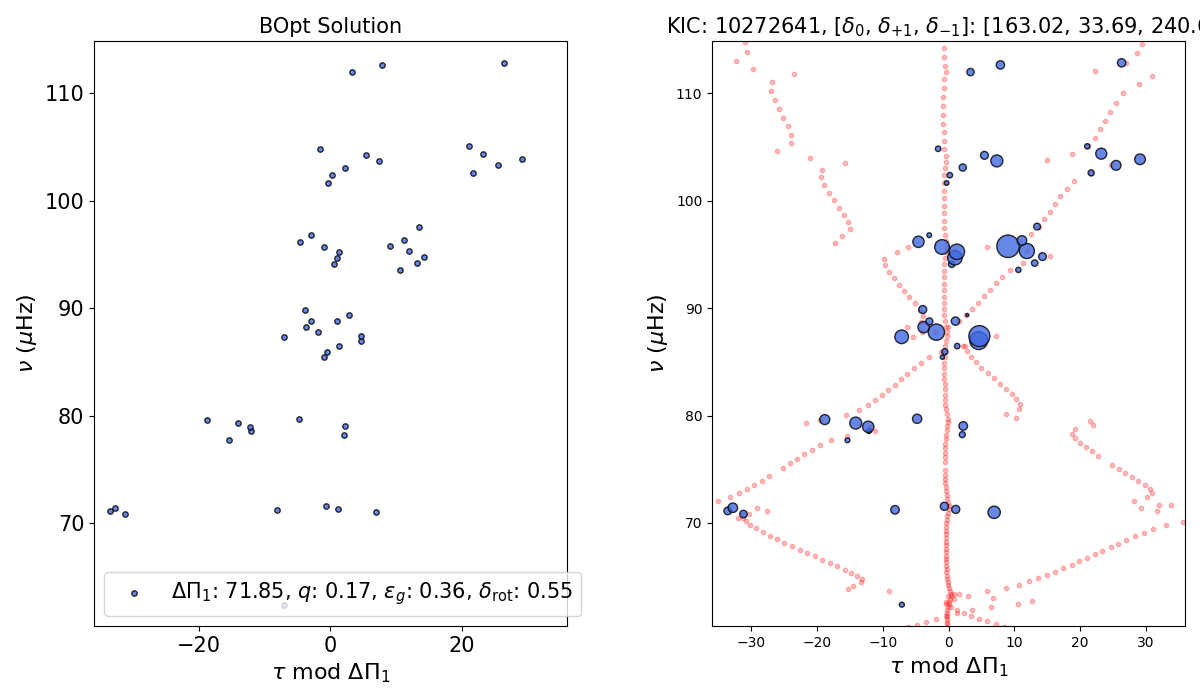 BOpt Solution
KIC: 10272641, [δ₀, δ₊₁, δ₋₁]: [163.02, 33.69, 240.
ν (μHz)
110
100
90
80
70
−20 0 20
τ mod ΔΠ₁
ΔΠ₁: 71.85, q: 0.17, ε_g: 0.36, δ_rot: 0.55
ν (μHz)
110
100
90
80
70
−30 −20 −10 0 10 20 30
τ mod ΔΠ₁